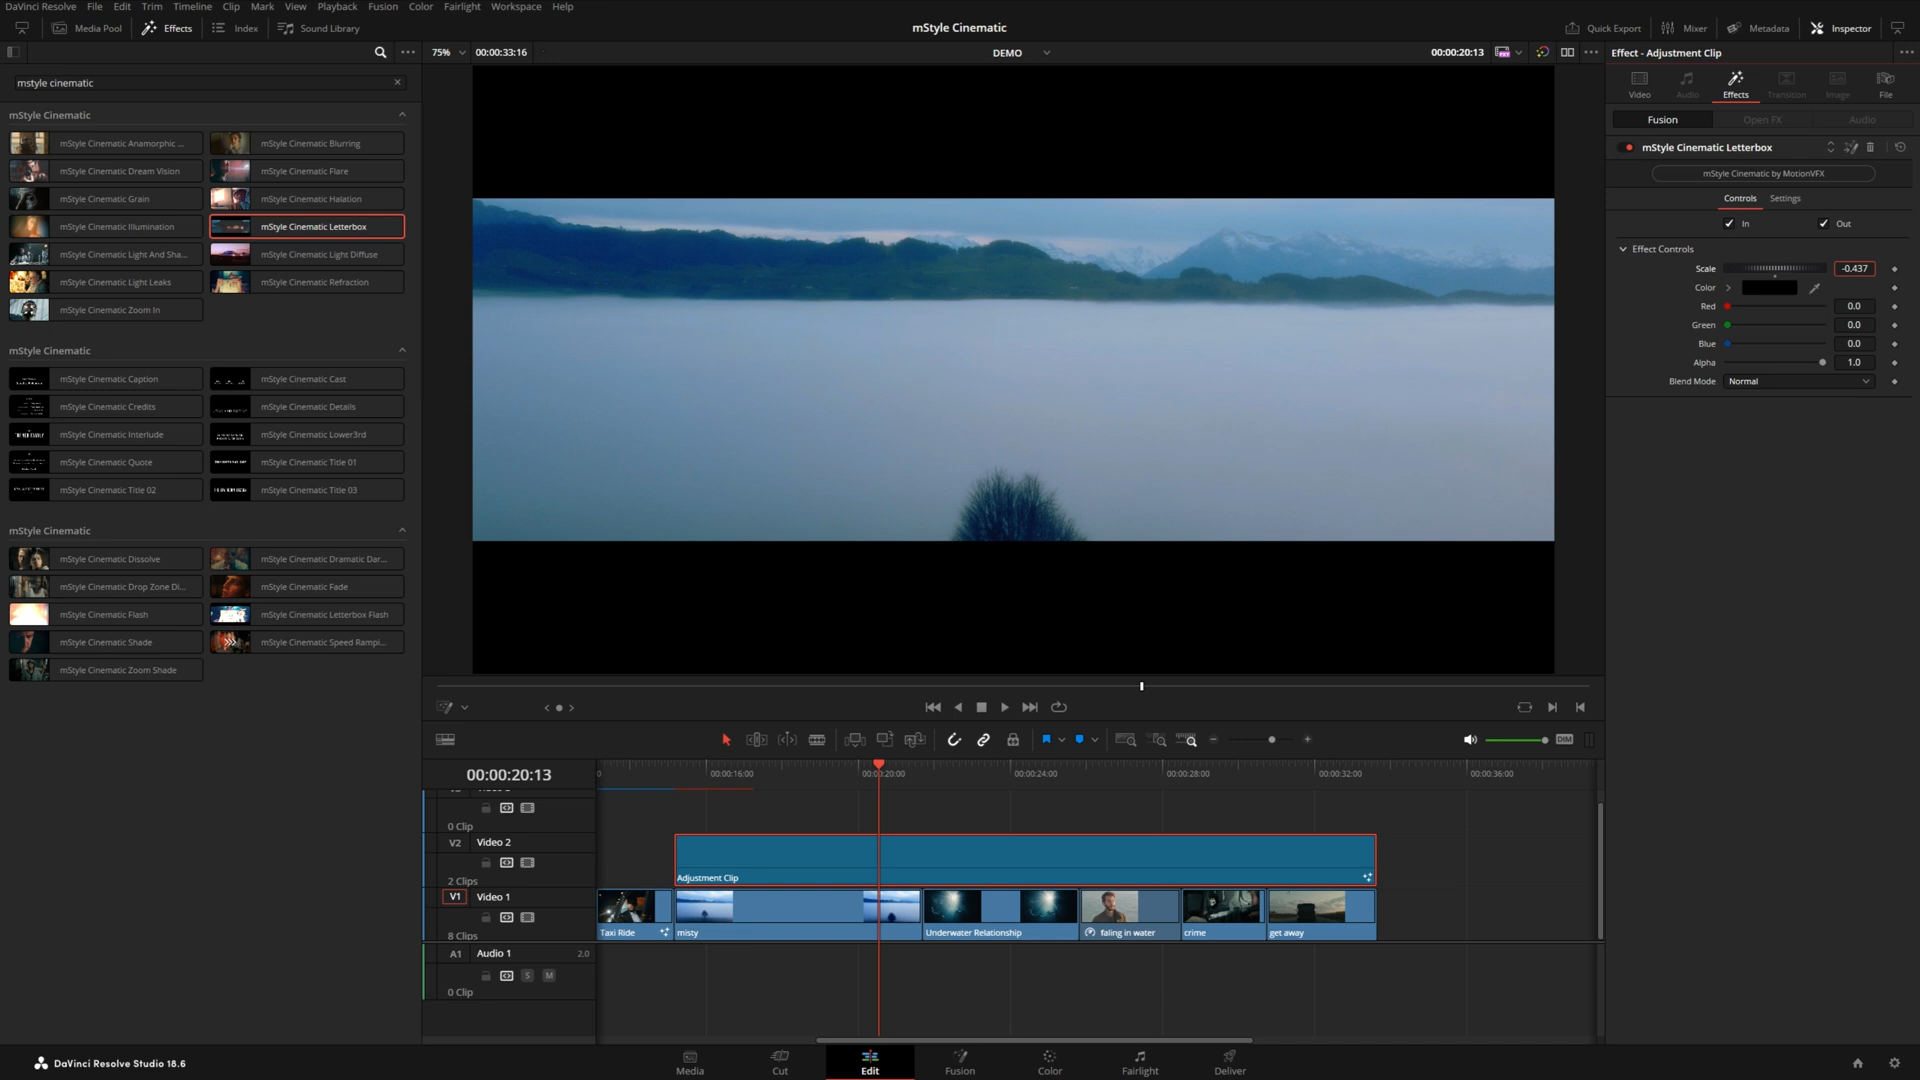 DaVinci Resolve File Edit Trim Timeline Clip Mark View Playback Fusion Color Fairlight Workspace Help
Media Pool Effects Index Sound Library
mStyle Cinematic
Quick Export Mixer Metadata Inspector
75% 00:00:33:16
DEMO
00:00:20:13
Effect - Adjustment Clip
mstyle cinematic
Video Audio Effects Transition Image File
Fusion Open FX Audio
mStyle Cinematic Letterbox
mStyle Cinematic by MotionVFX
Controls Settings
In Out
Effect Controls
Scale -0.437
Color
Red 0.0
Green 0.0
Blue 0.0
Alpha 1.0
Blend Mode Normal
mStyle Cinematic
mStyle Cinematic Anamorphic ... mStyle Cinematic Blurring
mStyle Cinematic Dream Vision mStyle Cinematic Flare
mStyle Cinematic Grain mStyle Cinematic Halation
mStyle Cinematic Illumination mStyle Cinematic Letterbox
mStyle Cinematic Light And Sha... mStyle Cinematic Light Diffuse
mStyle Cinematic Light Leaks mStyle Cinematic Refraction
mStyle Cinematic Zoom In
mStyle Cinematic
mStyle Cinematic Caption mStyle Cinematic Cast
mStyle Cinematic Credits mStyle Cinematic Details
mStyle Cinematic Interlude mStyle Cinematic Lower3rd
mStyle Cinematic Quote mStyle Cinematic Title 01
mStyle Cinematic Title 02 mStyle Cinematic Title 03
mStyle Cinematic
mStyle Cinematic Dissolve mStyle Cinematic Dramatic Dar...
mStyle Cinematic Drop Zone Di... mStyle Cinematic Fade
mStyle Cinematic Flash mStyle Cinematic Letterbox Flash
mStyle Cinematic Shade mStyle Cinematic Speed Rampi...
mStyle Cinematic Zoom Shade
DIM
00:00:20:13
00:00:16:00 00:00:20:00 00:00:24:00 00:00:28:00 00:00:32:00 00:00:36:00
0 Clip
V2 Video 2
2 Clips
Adjustment Clip
V1 Video 1
8 Clips
Taxi Ride misty Underwater Relationship faling in water crime get away
A1 Audio 1 2.0
S M
0 Clip
DaVinci Resolve Studio 18.6
Media Cut Edit Fusion Color Fairlight Deliver